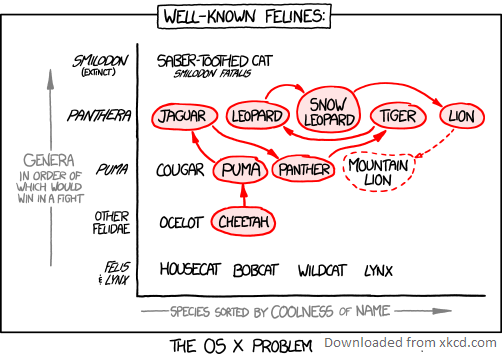 WELL-KNOWN FELINES:
SMILODON
(EXTINCT)
SABER-TOOTHED CAT
SMILODON FATALIS
PANTHERA
JAGUAR
LEOPARD
SNOW
LEOPARD
TIGER
LION
GENERA
IN ORDER OF
WHICH WOULD
WIN IN A FIGHT
PUMA
COUGAR
PUMA
PANTHER
MOUNTAIN
LION
OTHER
FELIDAE
OCELOT
CHEETAH
FELIS
& LYNX
HOUSECAT
BOBCAT
WILDCAT
LYNX
SPECIES SORTED BY COOLNESS OF NAME
THE OS X PROBLEM
Downloaded from xkcd.com